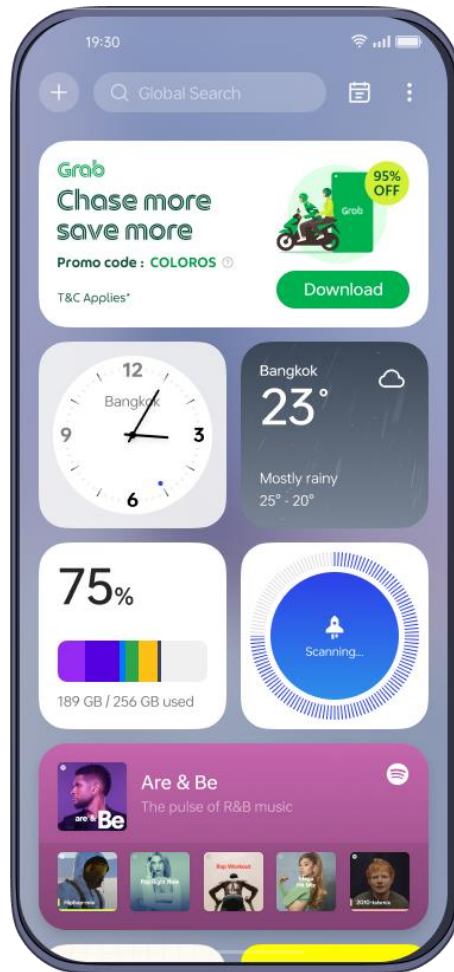 19:30
Global Search
Grab
Chase more
save more
95%
OFF
Grab
Promo code : COLOROS
T&C Applies*
Download
12
Bangkok
9
3
6
Bangkok
23°
Mostly rainy
25° - 20°
75%
189 GB / 256 GB used
Scanning...
Are & Be
The pulse of R&B music
are & Be
Rap Workout